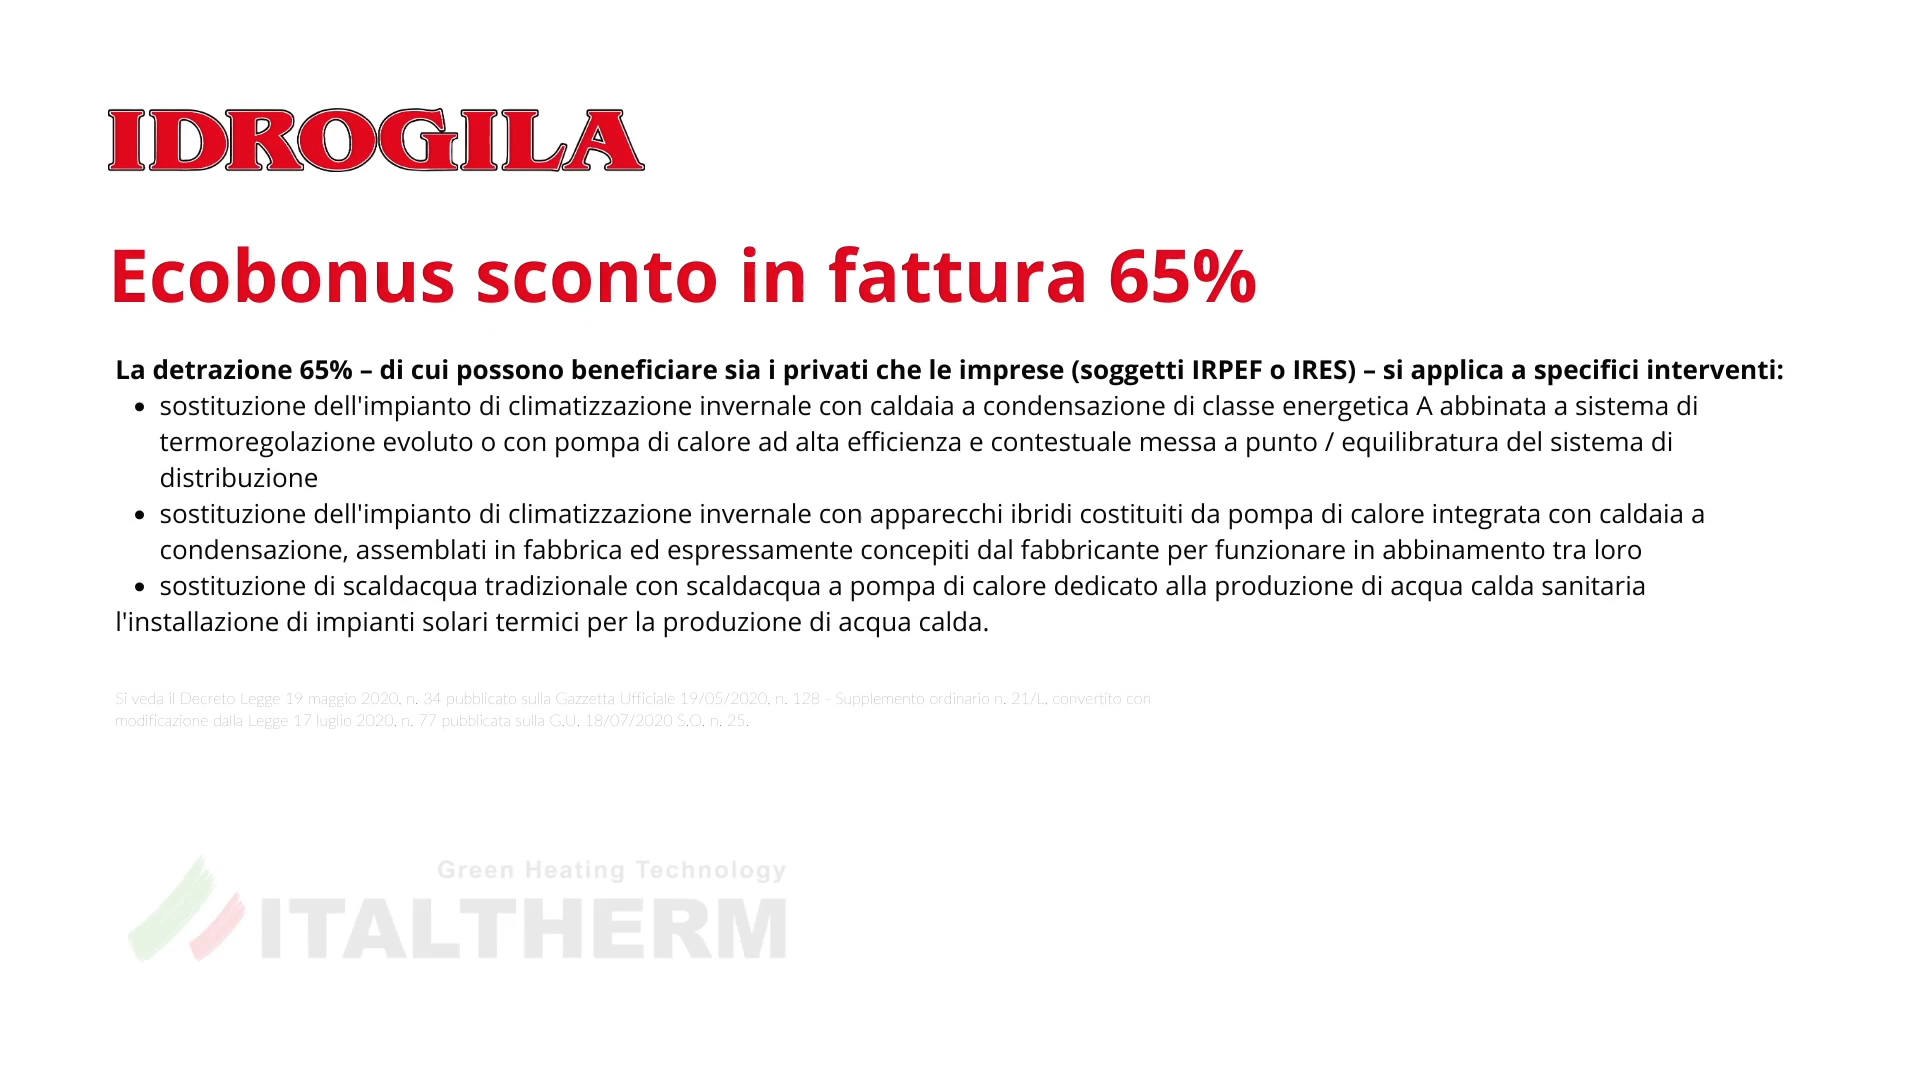 IDROGILA
Ecobonus sconto in fattura 65%
La detrazione 65% – di cui possono beneficiare sia i privati che le imprese (soggetti IRPEF o IRES) – si applica a specifici interventi:
• sostituzione dell'impianto di climatizzazione invernale con caldaia a condensazione di classe energetica A abbinata a sistema di
termoregolazione evoluto o con pompa di calore ad alta efficienza e contestuale messa a punto / equilibratura del sistema di
distribuzione
• sostituzione dell'impianto di climatizzazione invernale con apparecchi ibridi costituiti da pompa di calore integrata con caldaia a
condensazione, assemblati in fabbrica ed espressamente concepiti dal fabbricante per funzionare in abbinamento tra loro
• sostituzione di scaldacqua tradizionale con scaldacqua a pompa di calore dedicato alla produzione di acqua calda sanitaria
l'installazione di impianti solari termici per la produzione di acqua calda.
Si veda il Decreto Legge 19 maggio 2020, n. 34 pubblicato sulla Gazzetta Ufficiale 19/05/2020, n. 128 - Supplemento ordinario n. 21/L, convertito con
modificazione dalla Legge 17 luglio 2020, n. 77 pubblicata sulla G.U. 18/07/2020 S.O. n. 25.
Green Heating Technology
ITALTHERM